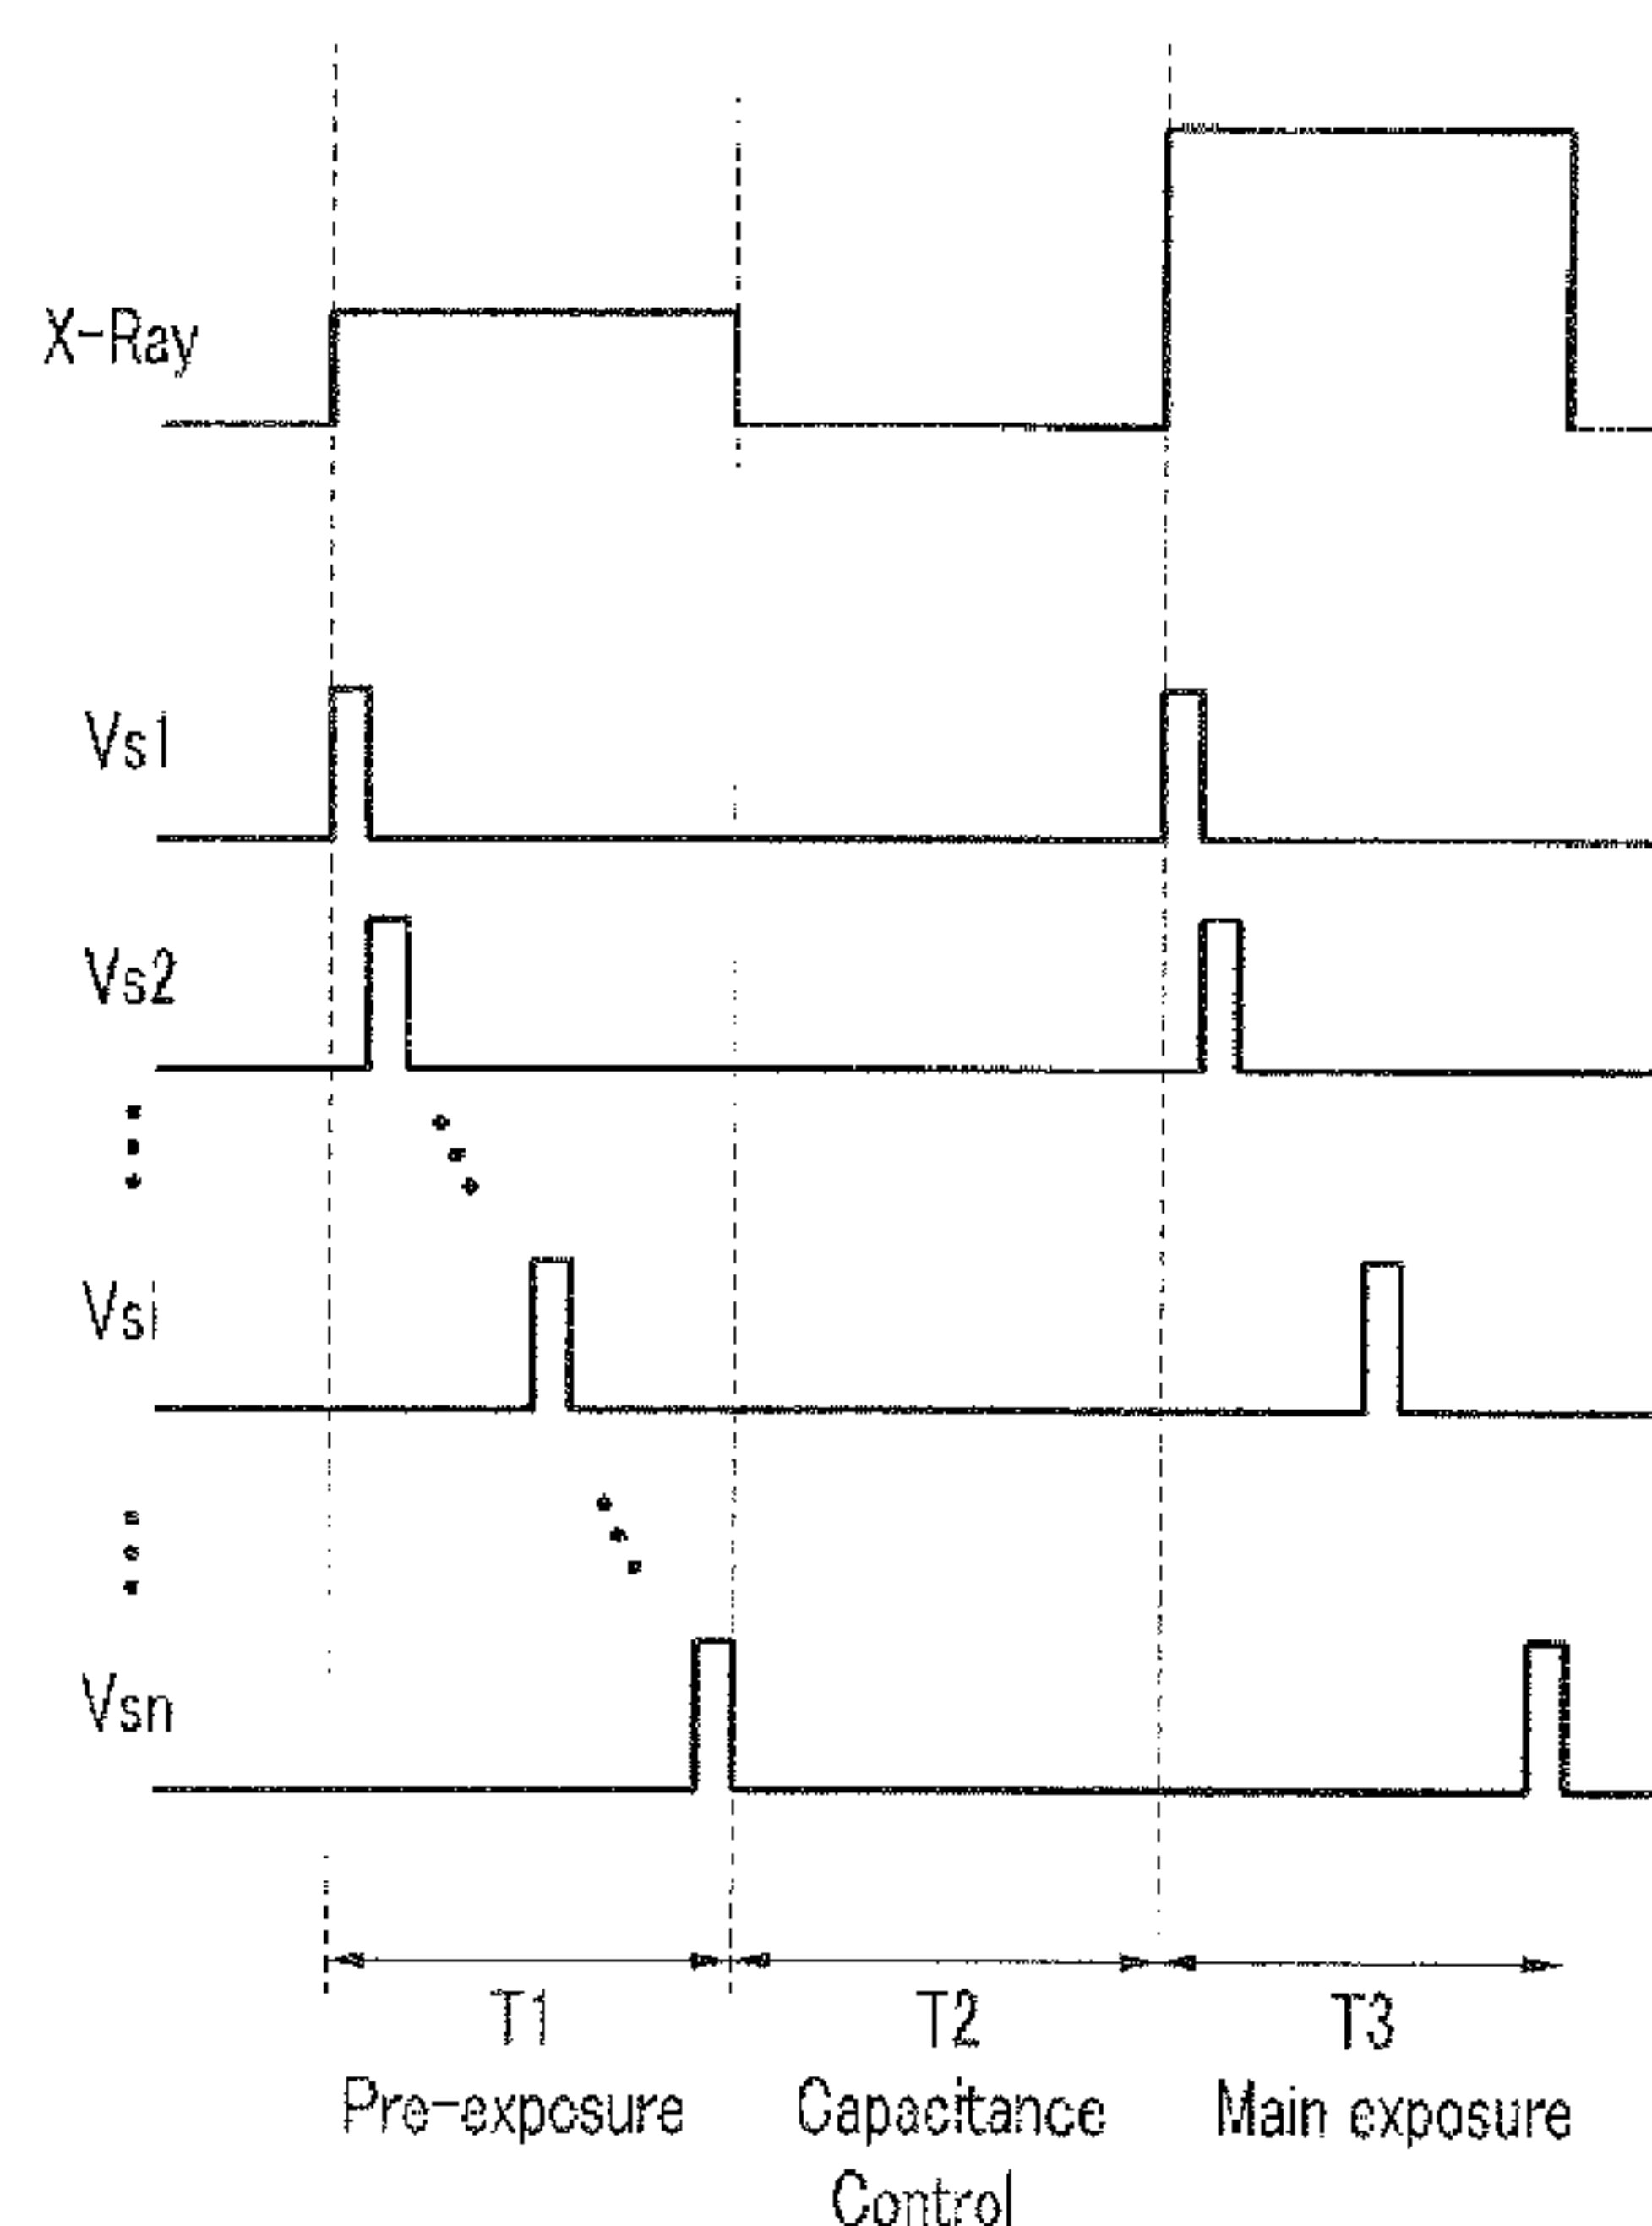 X-Ray
Vs1
Vs2
Vsi
Vsn
T1
T2
T3
Pre-exposure
Capacitance
Control
Main exposure